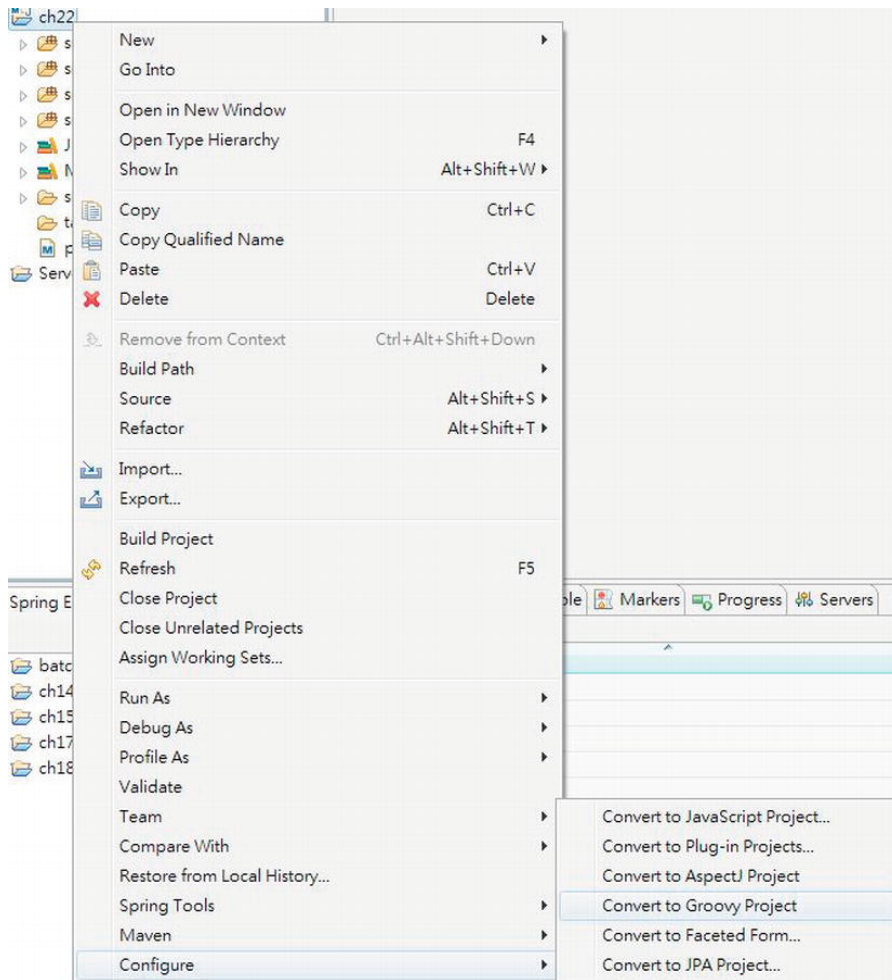 ch22
New
Go Into
Open in New Window
Open Type Hierarchy F4
Show In Alt+Shift+W
Copy Ctrl+C
Copy Qualified Name
Paste Ctrl+V
Delete Delete
Remove from Context Ctrl+Alt+Shift+Down
Build Path
Source Alt+Shift+S
Refactor Alt+Shift+T
Import...
Export...
Build Project
Refresh F5
Close Project
Close Unrelated Projects
Assign Working Sets...
Run As
Debug As
Profile As
Validate
Team
Compare With
Restore from Local History...
Spring Tools
Maven
Configure
s
s
s
s
J
s
Serv
Spring E
batc
ch14
ch15
ch17
ch18
Markers Progress Servers
Convert to JavaScript Project...
Convert to Plug-in Projects...
Convert to AspectJ Project
Convert to Groovy Project
Convert to Faceted Form...
Convert to JPA Project...